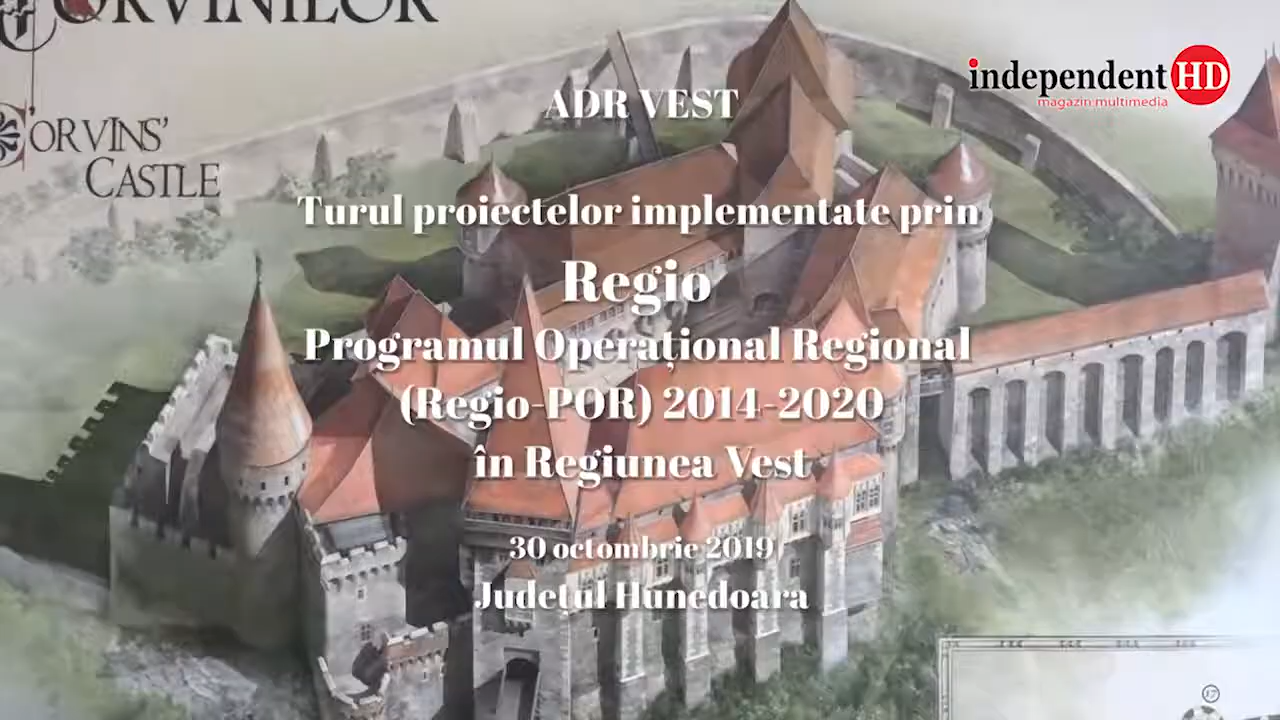 CORVINILOR
independent HD
magazin multimedia
ADR VEST
CORVINS'
CASTLE
Turul proiectelor implementate prin
Regio
Programul Operațional Regional
(Regio-POR) 2014-2020
în Regiunea Vest
30 octombrie 2019
Județul Hunedoara
17